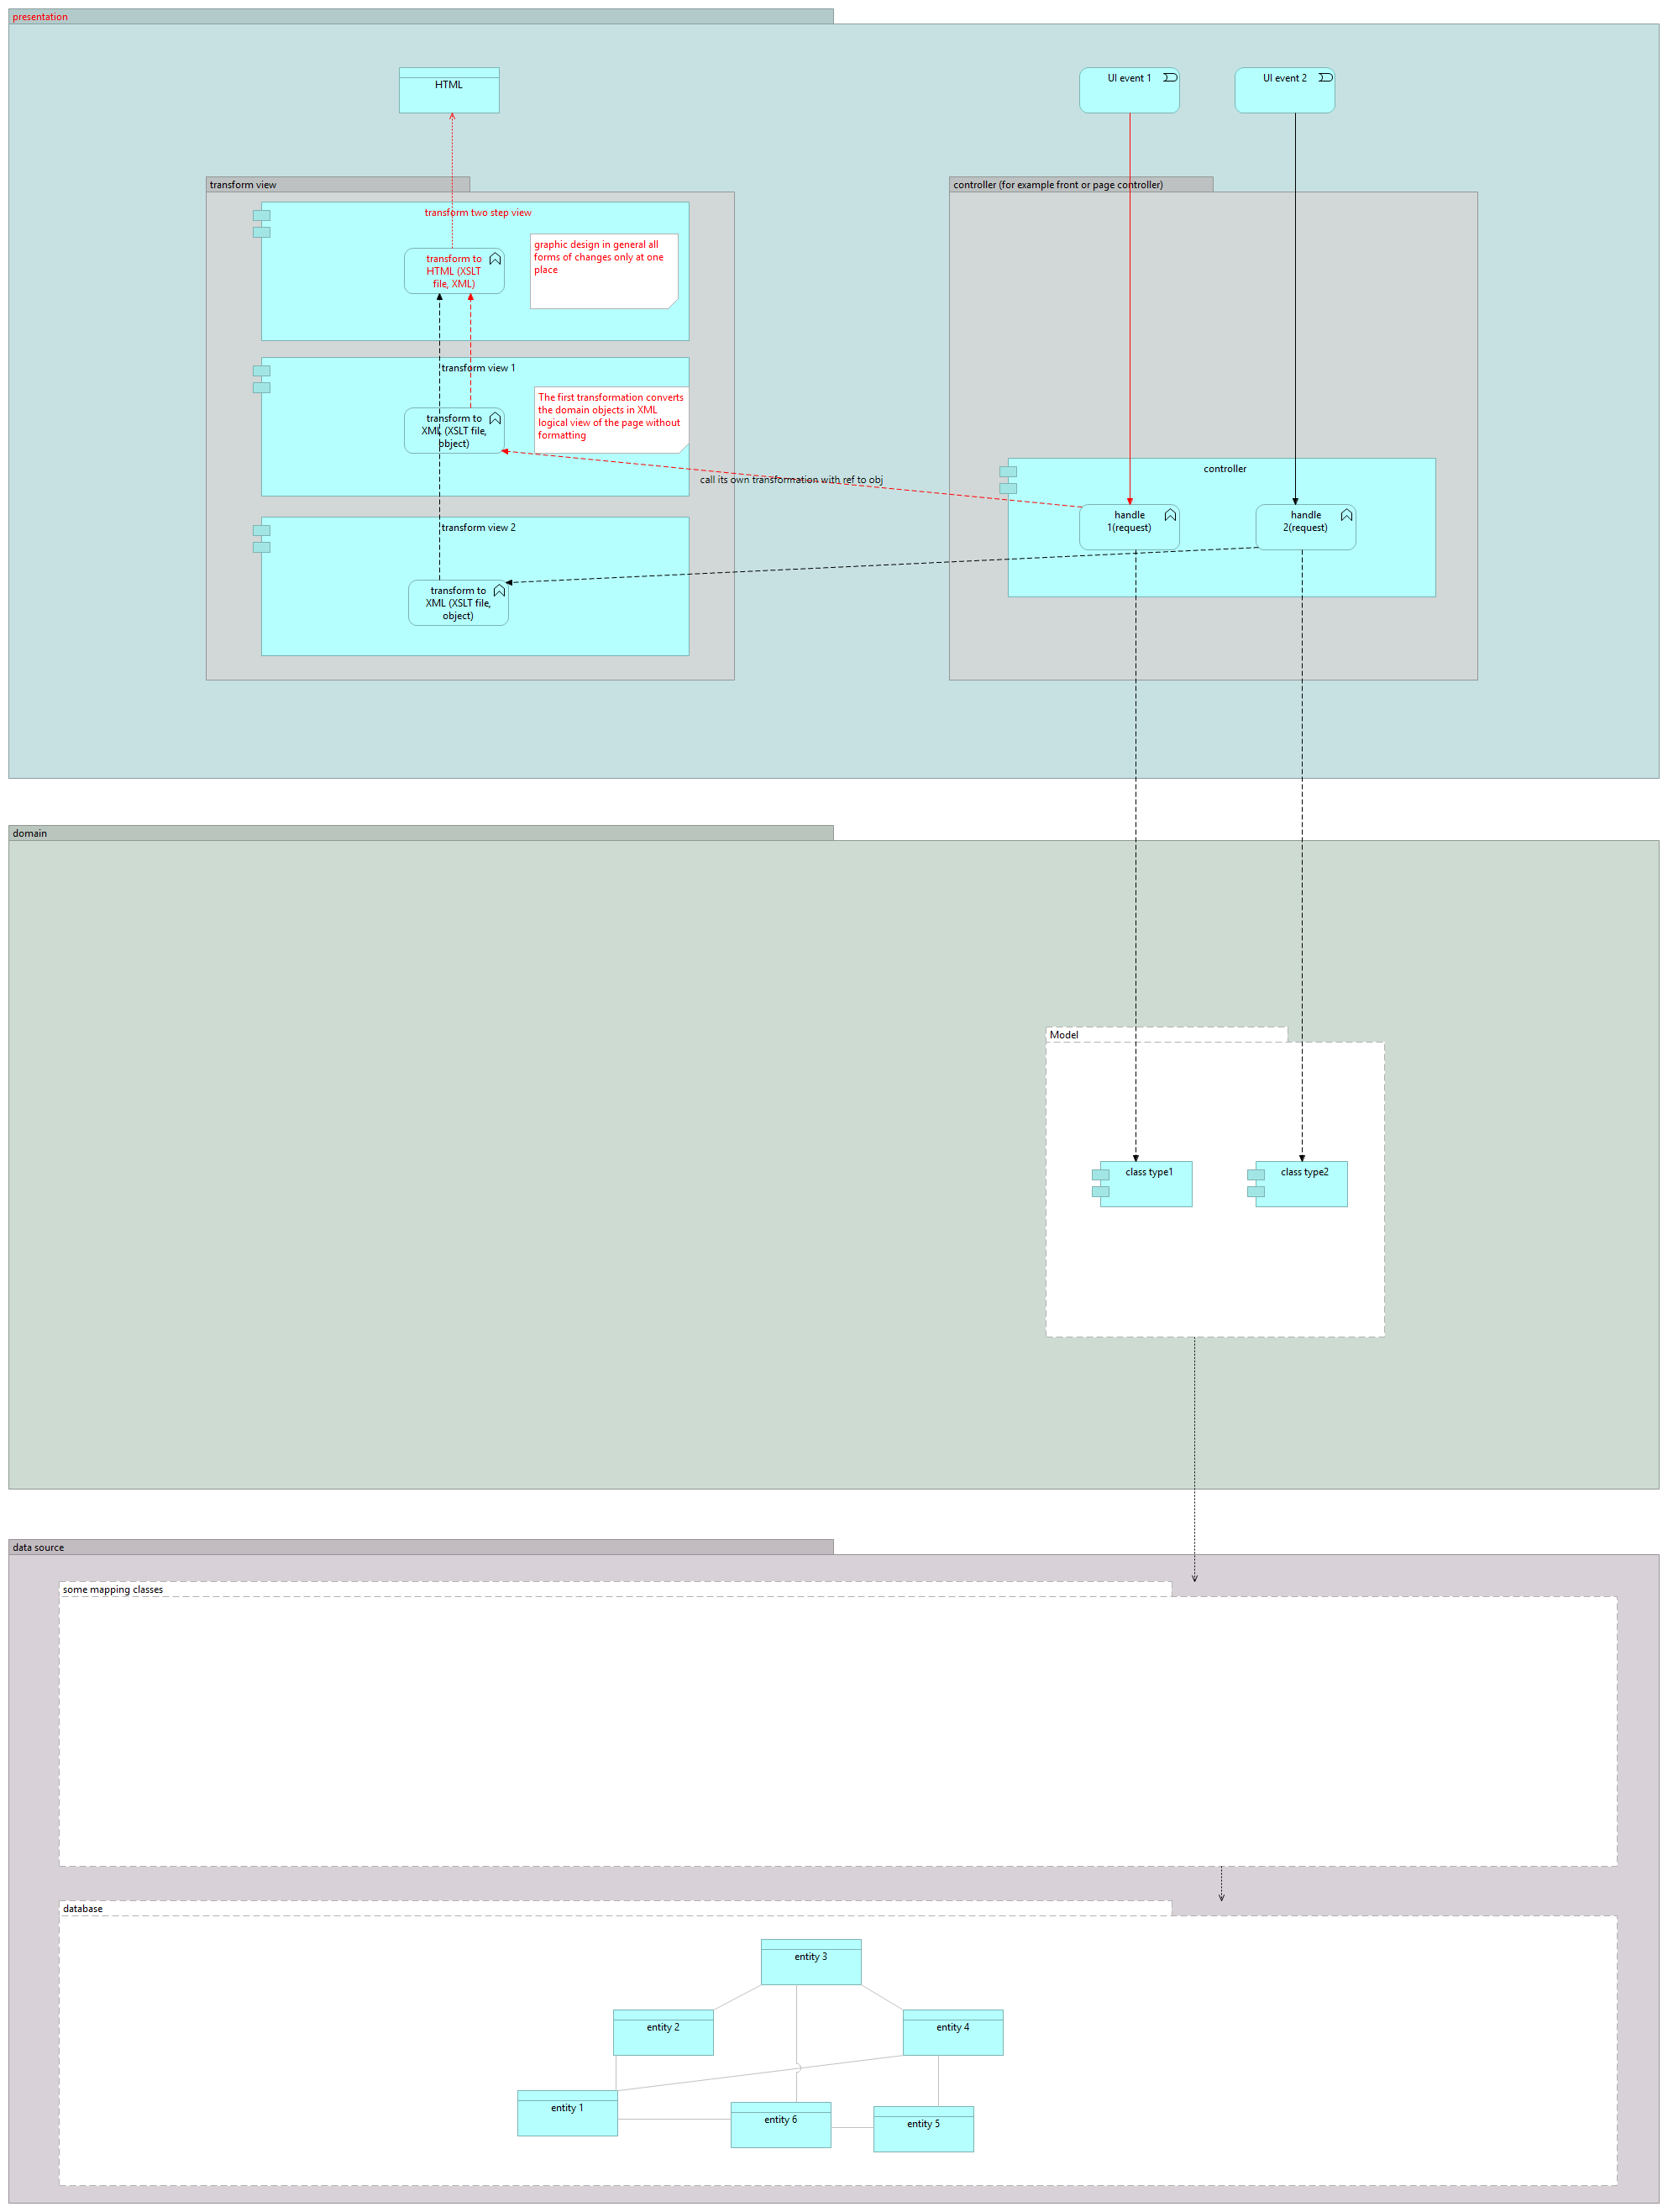 presentation
HTML
UI event 1
UI event 2
transform view
controller (for example front or page controller)
transform two step view
graphic design in general all
forms of changes only at one
place
transform to
HTML (XSLT
file, XML)
transform view 1
The first transformation converts
the domain objects in XML
logical view of the page without
formatting
transform to
XML (XSLT file,
object)
call its own transformation with ref to obj
controller
handle
1(request)
handle
2(request)
transform view 2
transform to
XML (XSLT file,
object)
domain
Model
class type1
class type2
data source
some mapping classes
database
entity 3
entity 2
entity 4
entity 1
entity 6
entity 5